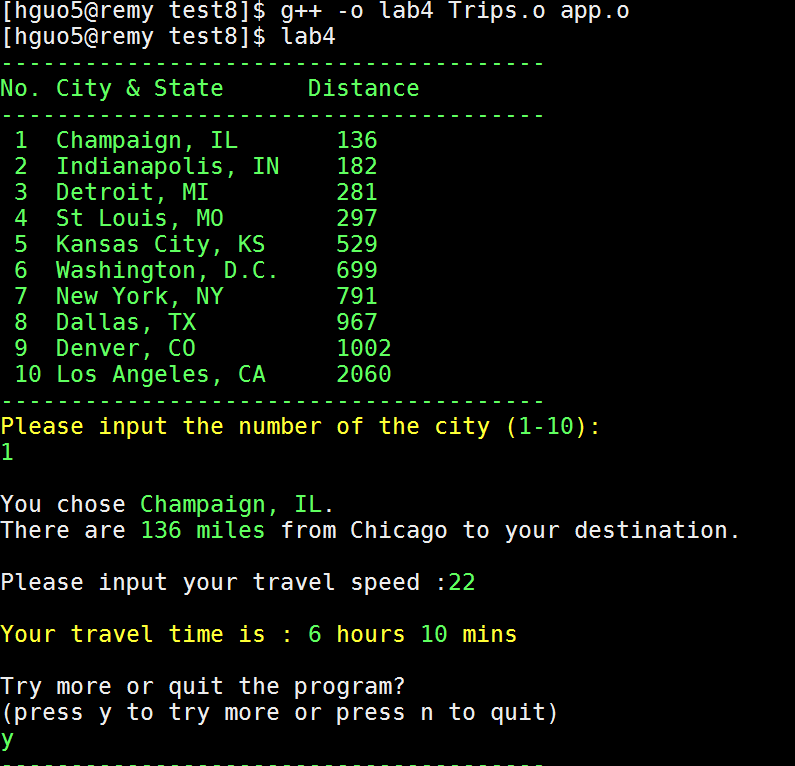 [hguo5@remy test8]$ g++ -o lab4 Trips.o app.o
[hguo5@remy test8]$ lab4
---------------------------------------
No. City & State      Distance
---------------------------------------
 1  Champaign, IL       136
 2  Indianapolis, IN    182
 3  Detroit, MI         281
 4  St Louis, MO        297
 5  Kansas City, KS     529
 6  Washington, D.C.    699
 7  New York, NY        791
 8  Dallas, TX          967
 9  Denver, CO          1002
 10 Los Angeles, CA     2060
---------------------------------------
Please input the number of the city (1-10):
1
You chose Champaign, IL.
There are 136 miles from Chicago to your destination.
Please input your travel speed :22
Your travel time is : 6 hours 10 mins
Try more or quit the program?
(press y to try more or press n to quit)
y
---------------------------------------